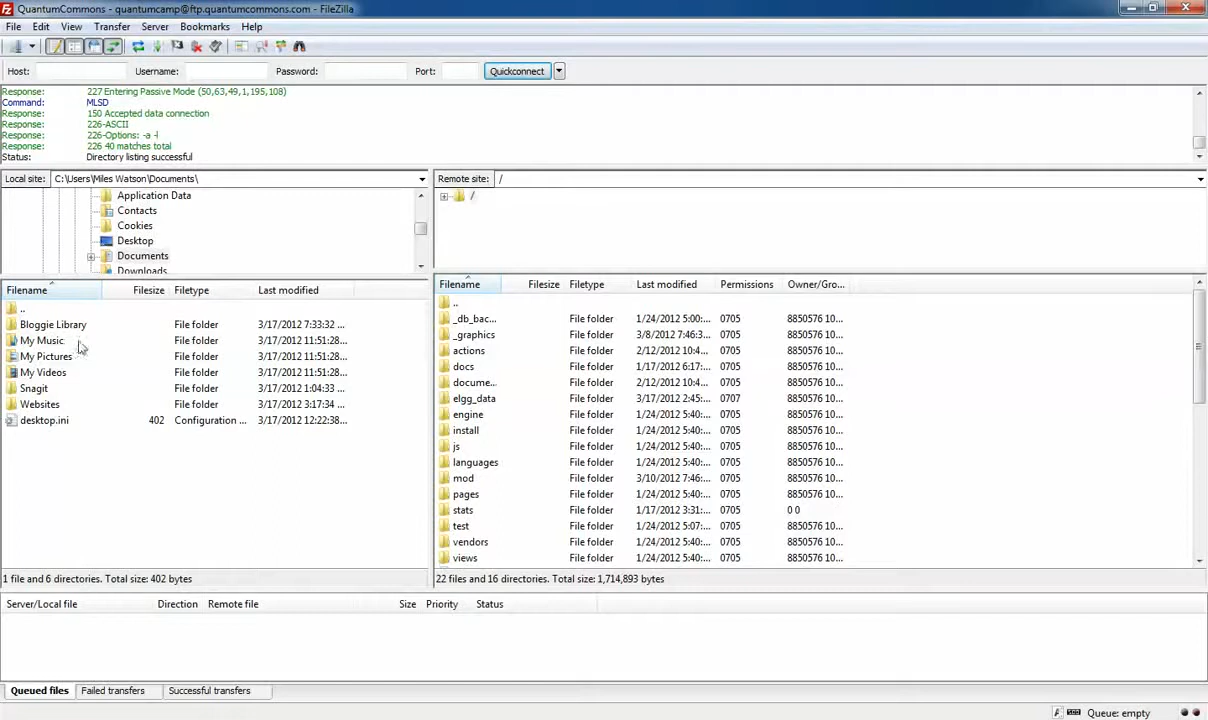 QuantumCommons - quantumcamp@ftp.quantumcommons.com - FileZilla
File Edit View Transfer Server Bookmarks Help
Host: Username: Password: Port: Quickconnect
Response: 227 Entering Passive Mode (50,63,49,1,195,108)
Command: MLSD
Response: 150 Accepted data connection
Response: 226-ASCII
Response: 226-Options: -a -l
Response: 226 40 matches total
Status: Directory listing successful
Local site: C:\Users\Miles Watson\Documents\
Application Data
Contacts
Cookies
Desktop
Documents
Downloads
Filename Filesize Filetype Last modified
..
Bloggie Library File folder 3/17/2012 7:33:32 ...
My Music File folder 3/17/2012 11:51:28...
My Pictures File folder 3/17/2012 11:51:28...
My Videos File folder 3/17/2012 11:51:28...
Snagit File folder 3/17/2012 1:04:33 ...
Websites File folder 3/17/2012 3:17:34 ...
desktop.ini 402 Configuration ... 3/17/2012 12:22:38...
1 file and 6 directories. Total size: 402 bytes
Remote site: /
/
Filename Filesize Filetype Last modified Permissions Owner/Gro...
..
_db_bac... File folder 1/24/2012 5:00:... 0705 8850576 10...
_graphics File folder 3/8/2012 7:46:3... 0705 8850576 10...
actions File folder 2/12/2012 10:4... 0705 8850576 10...
docs File folder 1/17/2012 6:17:... 0705 8850576 10...
docume... File folder 2/12/2012 10:4... 0705 8850576 10...
elgg_data File folder 3/17/2012 2:45:... 0707 8850576 10...
engine File folder 1/24/2012 5:40:... 0705 8850576 10...
install File folder 1/24/2012 5:40:... 0705 8850576 10...
js File folder 1/24/2012 5:40:... 0705 8850576 10...
languages File folder 1/24/2012 5:40:... 0705 8850576 10...
mod File folder 3/10/2012 7:46:... 0705 8850576 10...
pages File folder 1/24/2012 5:40:... 0705 8850576 10...
stats File folder 1/17/2012 3:31:... 0705 0 0
test File folder 1/24/2012 5:07:... 0705 8850576 10...
vendors File folder 1/24/2012 5:40:... 0705 8850576 10...
views File folder 1/24/2012 5:40:... 0705 8850576 10...
22 files and 16 directories. Total size: 1,714,893 bytes
Server/Local file Direction Remote file Size Priority Status
Queued files Failed transfers Successful transfers
Queue: empty